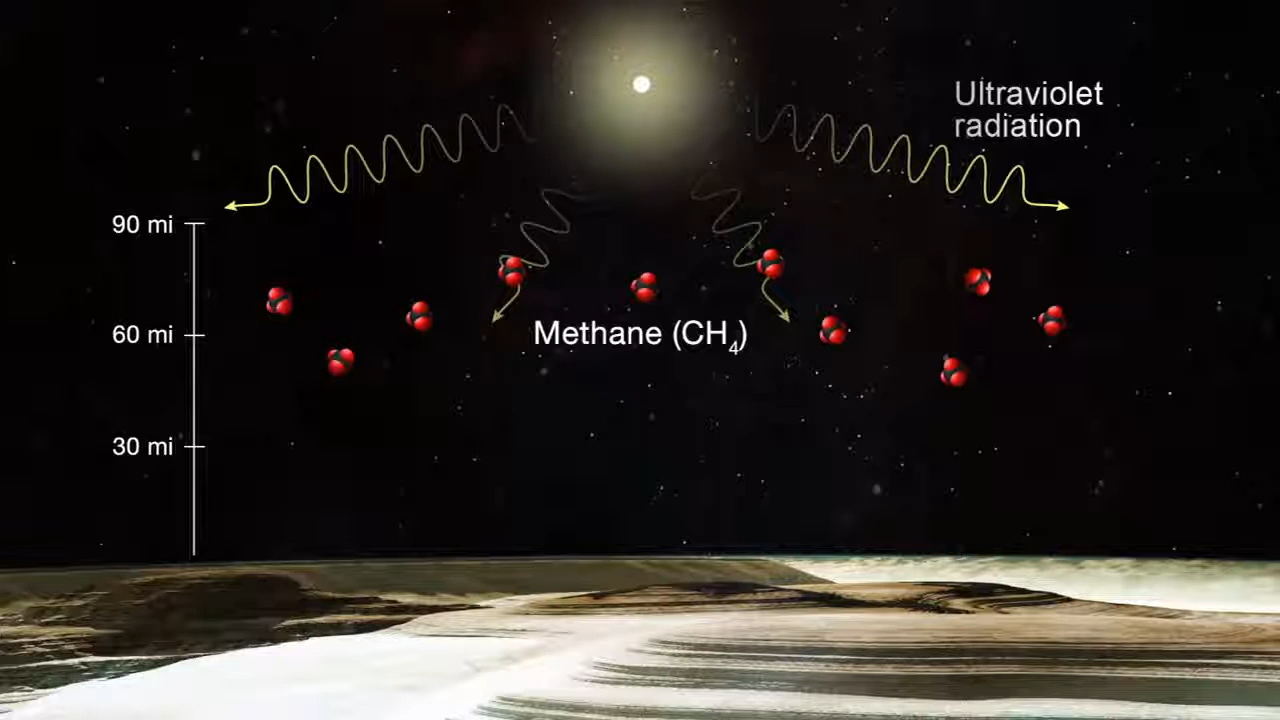 Ultraviolet
radiation
90 mi
60 mi
Methane (CH₄)
30 mi